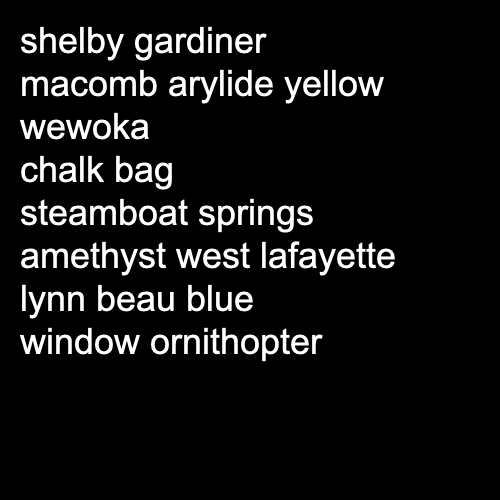 shelby gardiner
macomb arylide yellow
wewoka
chalk bag
steamboat springs
amethyst west lafayette
lynn beau blue
window ornithopter